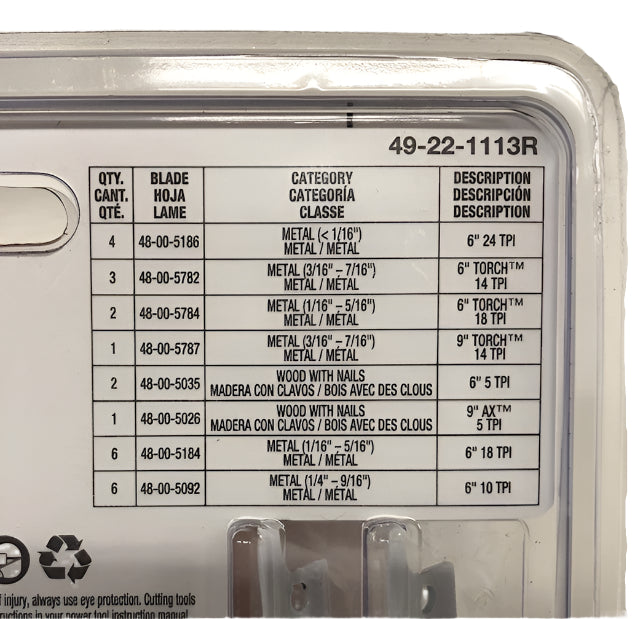 49-22-1113R
QTY. BLADE CATEGORY DESCRIPTION
CANT. HOJA CATEGORÍA DESCRIPCIÓN
QTÉ. LAME CLASSE DESCRIPTION
4 48-00-5186 METAL (< 1/16") 6" 24 TPI
METAL / MÉTAL
3 48-00-5782 METAL (3/16" – 7/16") 6" TORCH™
METAL / MÉTAL 14 TPI
2 48-00-5784 METAL (1/16" – 5/16") 6" TORCH™
METAL / MÉTAL 18 TPI
1 48-00-5787 METAL (3/16" – 7/16") 9" TORCH™
METAL / MÉTAL 14 TPI
2 48-00-5035 WOOD WITH NAILS 6" 5 TPI
MADERA CON CLAVOS / BOIS AVEC DES CLOUS
1 48-00-5026 WOOD WITH NAILS 9" AX™
MADERA CON CLAVOS / BOIS AVEC DES CLOUS 5 TPI
6 48-00-5184 METAL (1/16" – 5/16") 6" 18 TPI
METAL / MÉTAL
6 48-00-5092 METAL (1/4" – 9/16") 6" 10 TPI
METAL / MÉTAL
f injury, always use eye protection. Cutting tools
ructions in your power tool instruction manual